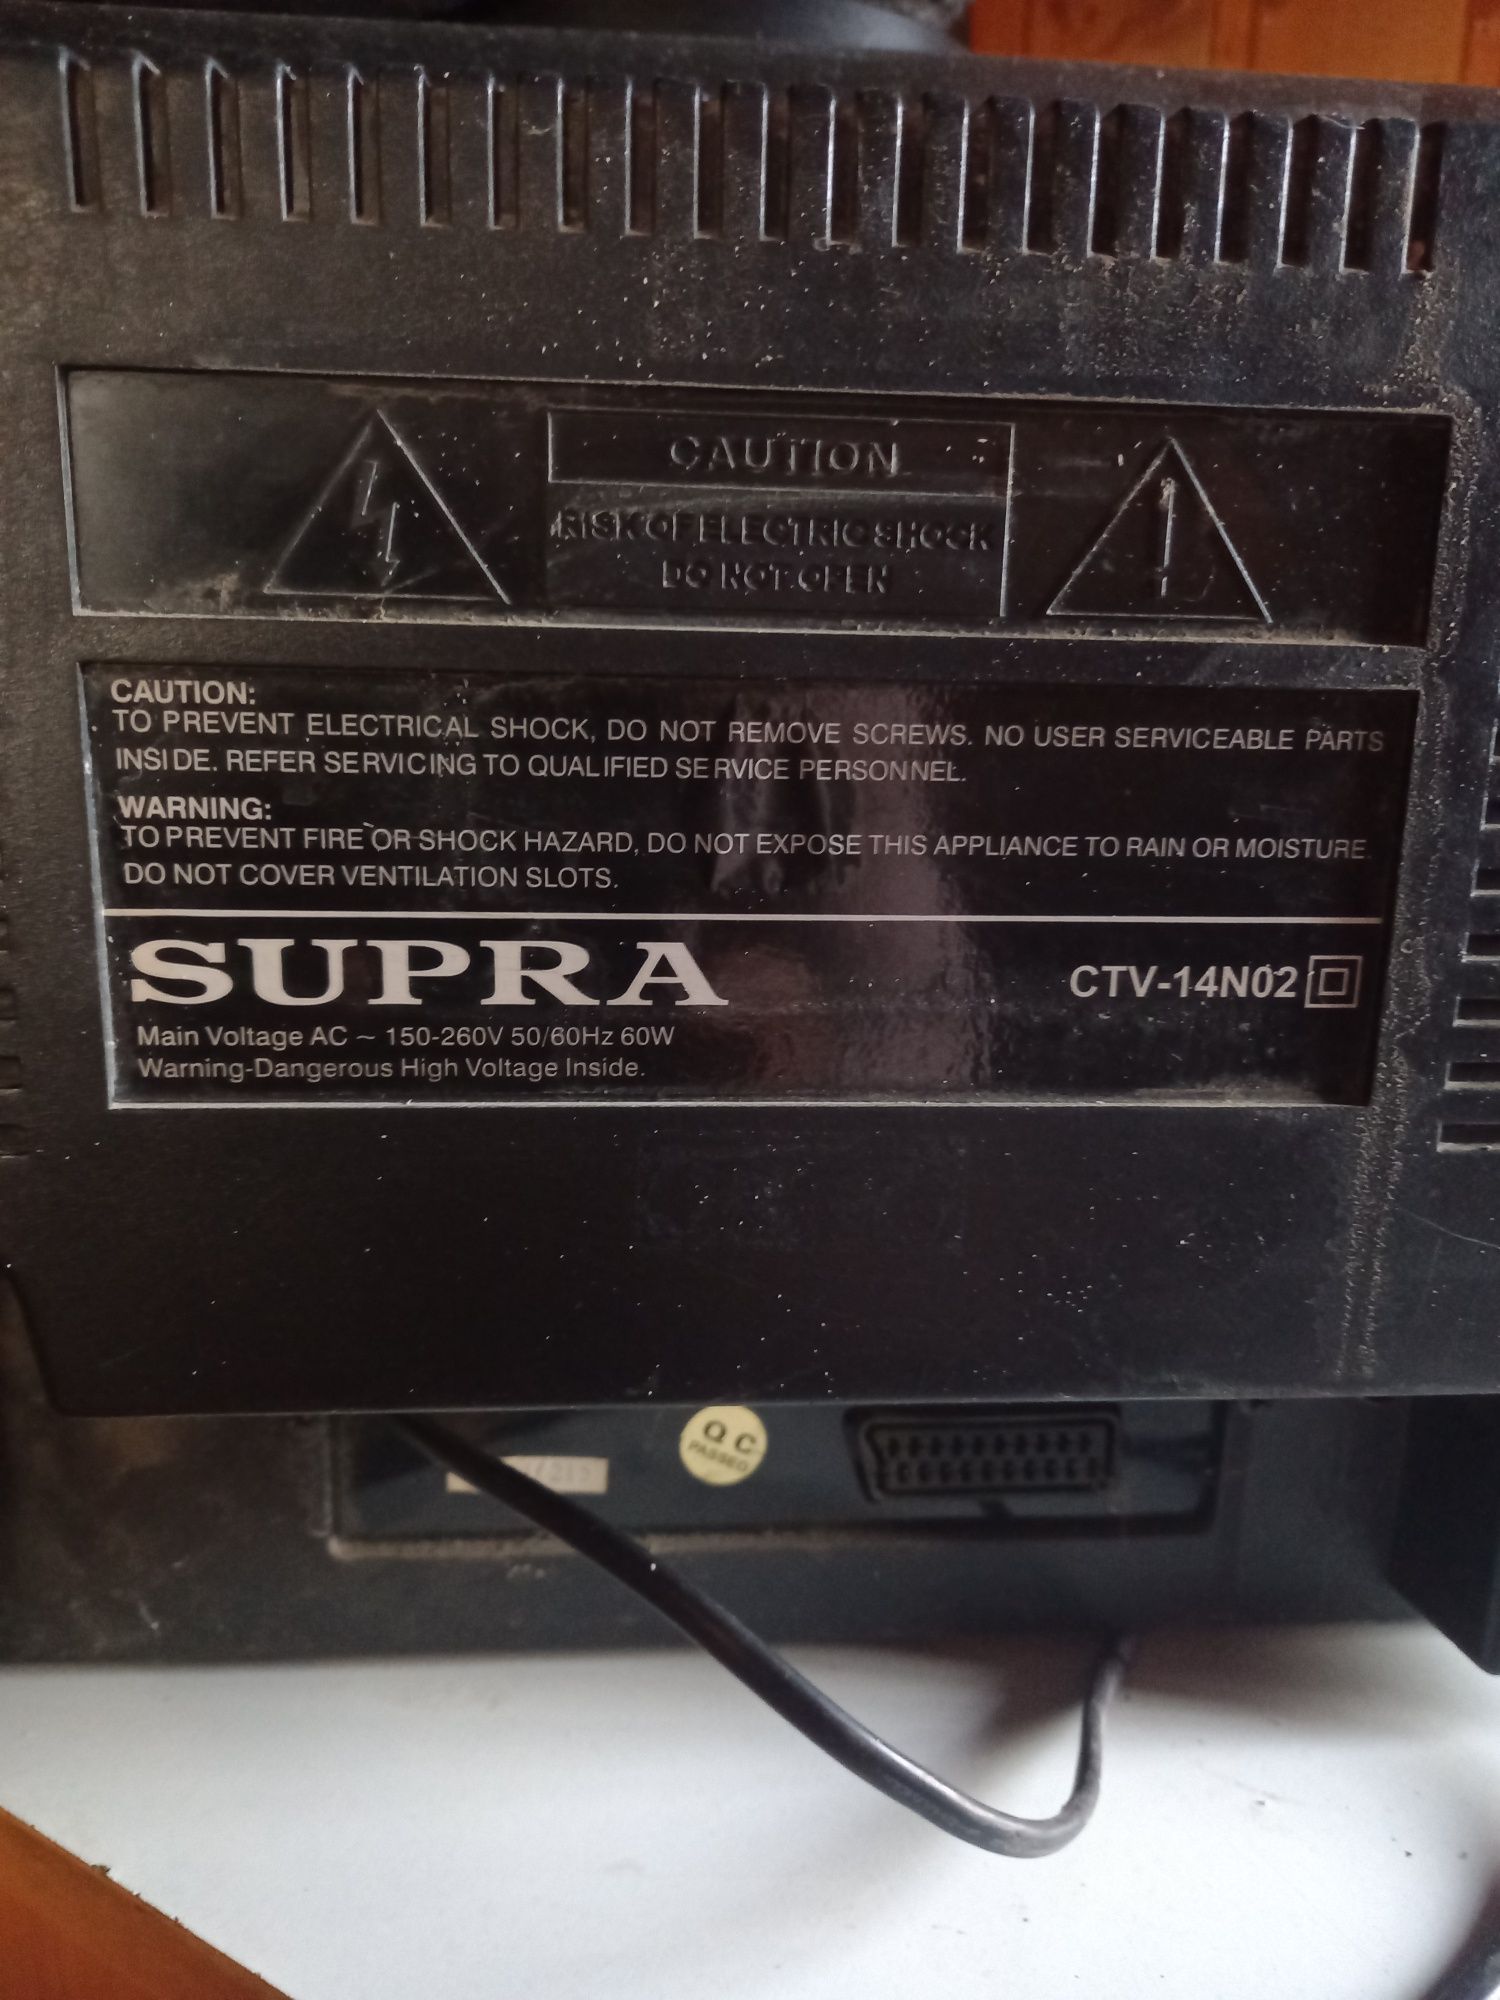 CAUTION
RISK OF ELECTRIC SHOCK
DO NOT OPEN
CAUTION:
TO PREVENT ELECTRICAL SHOCK, DO NOT REMOVE SCREWS. NO USER SERVICEABLE PARTS
INSIDE. REFER SERVICING TO QUALIFIED SERVICE PERSONNEL.
WARNING:
TO PREVENT FIRE OR SHOCK HAZARD, DO NOT EXPOSE THIS APPLIANCE TO RAIN OR MOISTURE.
DO NOT COVER VENTILATION SLOTS.
SUPRA
CTV-14N02
Main Voltage AC ~ 150-260V 50/60Hz 60W
Warning-Dangerous High Voltage Inside.
QC
PASSED